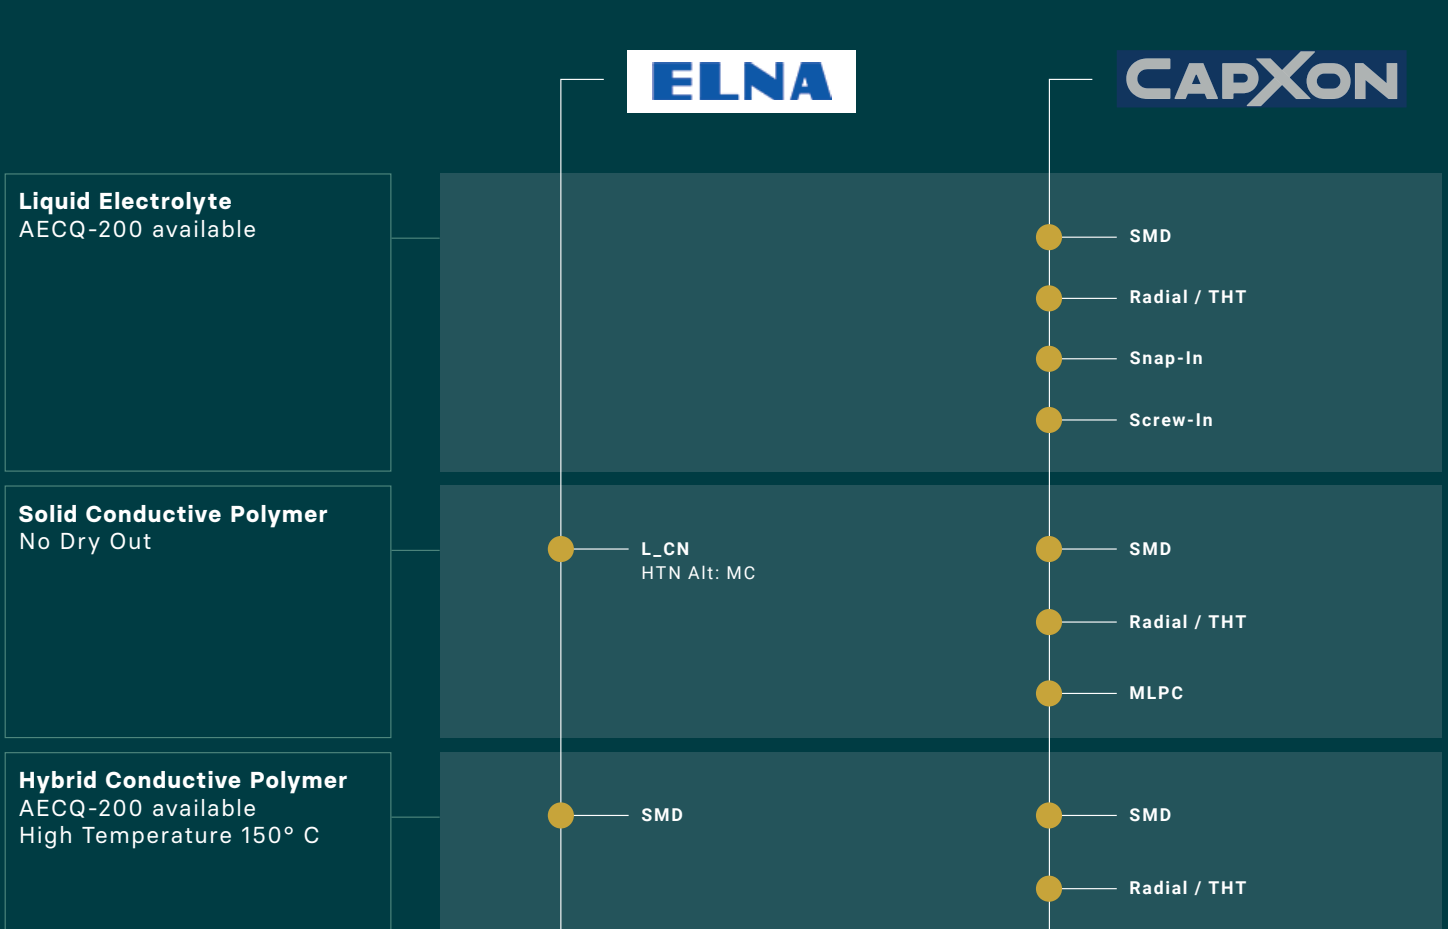 ELNA
CAPXON
Liquid Electrolyte
AECQ-200 available
SMD
Radial / THT
Snap-In
Screw-In
Solid Conductive Polymer
No Dry Out
L_CN
HTN Alt: MC
SMD
Radial / THT
MLPC
Hybrid Conductive Polymer
AECQ-200 available
High Temperature 150° C
SMD
SMD
Radial / THT